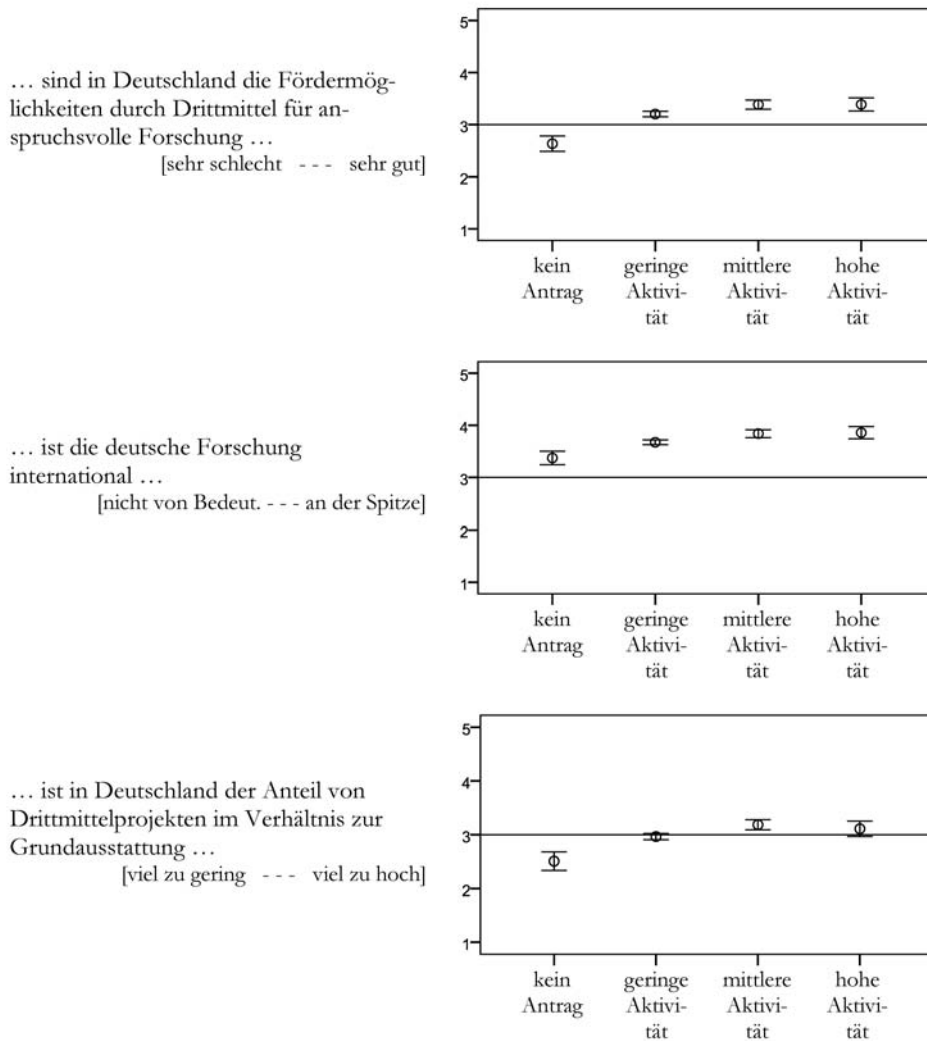 … sind in Deutschland die Fördermög-
lichkeiten durch Drittmittel für an-
spruchsvolle Forschung …
[sehr schlecht - - - sehr gut]
5
4
3
2
1
kein
Antrag
geringe
Aktivi-
tät
mittlere
Aktivi-
tät
hohe
Aktivi-
tät
… ist die deutsche Forschung
international …
[nicht von Bedeut. - - - an der Spitze]
5
4
3
2
1
kein
Antrag
geringe
Aktivi-
tät
mittlere
Aktivi-
tät
hohe
Aktivi-
tät
… ist in Deutschland der Anteil von
Drittmittelprojekten im Verhältnis zur
Grundausstattung …
[viel zu gering - - - viel zu hoch]
5
4
3
2
1
kein
Antrag
geringe
Aktivi-
tät
mittlere
Aktivi-
tät
hohe
Aktivi-
tät